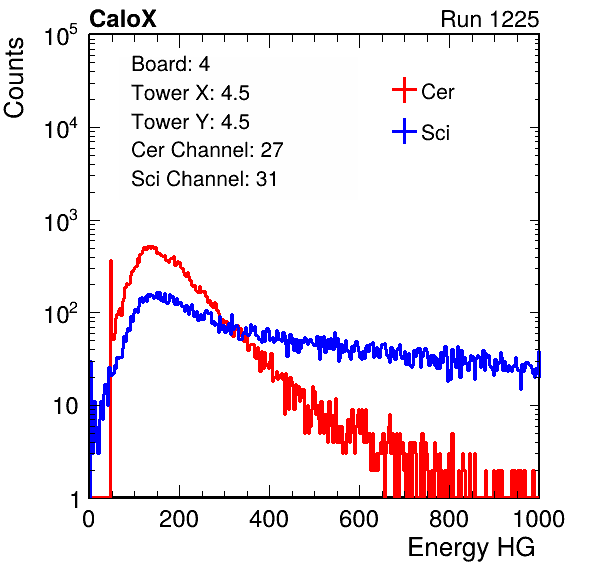 CaloX Run 1225
Counts
Board: 4
Tower X: 4.5
Tower Y: 4.5
Cer Channel: 27
Sci Channel: 31
Cer
Sci
10^5
10^4
10^3
10^2
10
1
0 200 400 600 800 1000
Energy HG